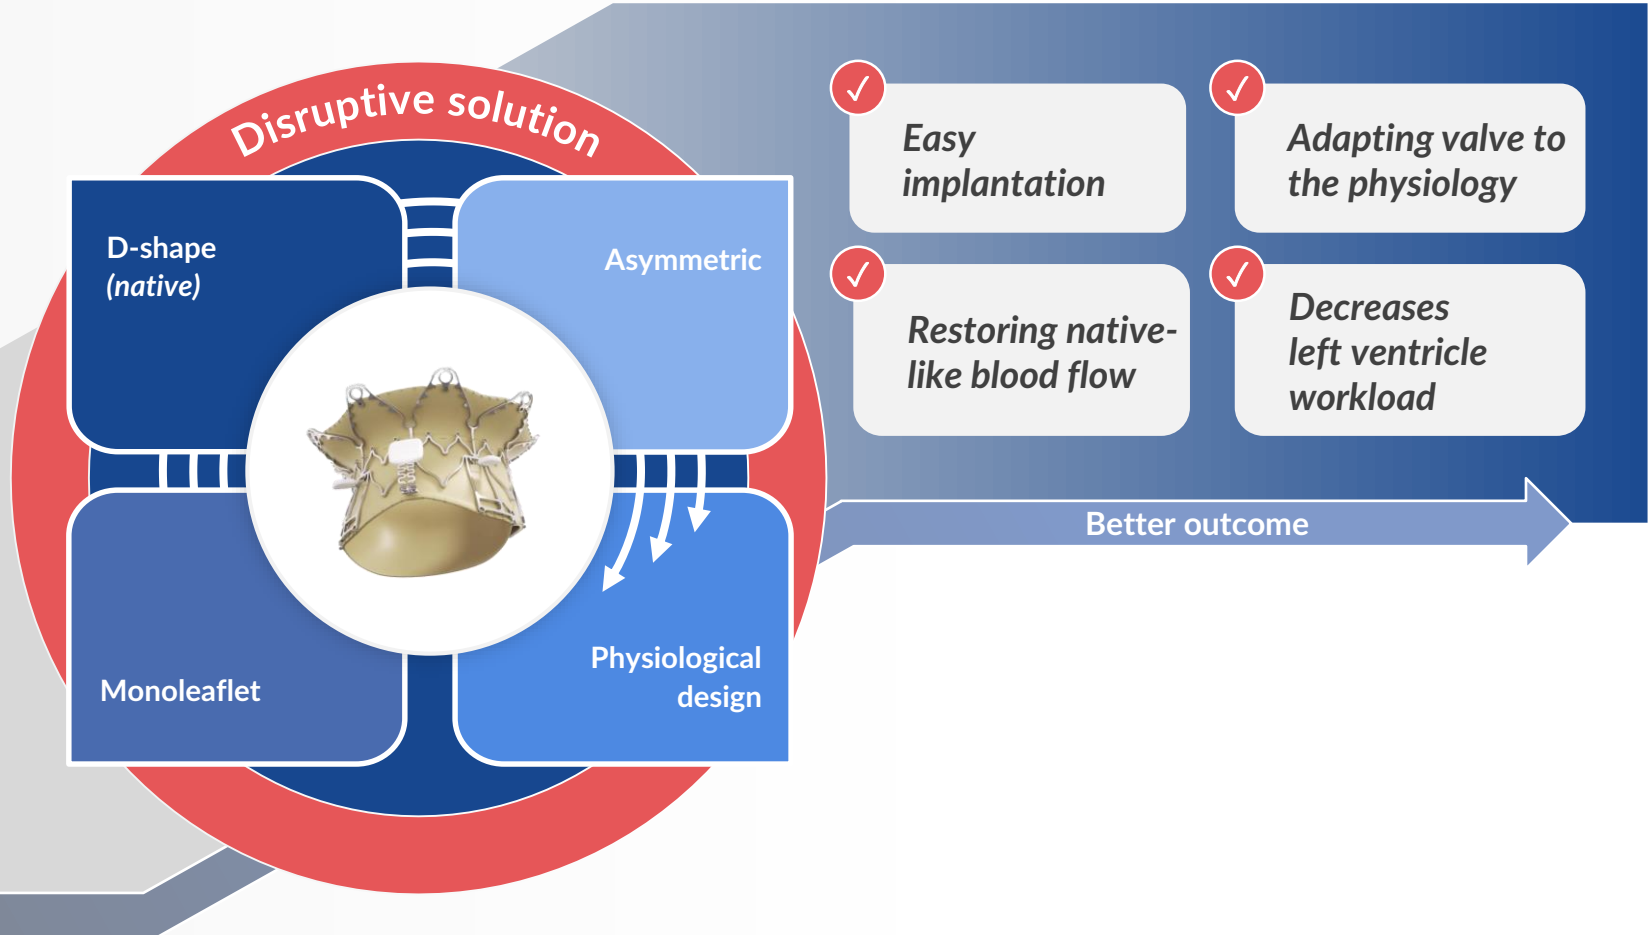 Disruptive solution
D-shape
(native)
Asymmetric
Monoleaflet
Physiological
design
Easy
implantation
Adapting valve to
the physiology
Restoring native-
like blood flow
Decreases
left ventricle
workload
Better outcome